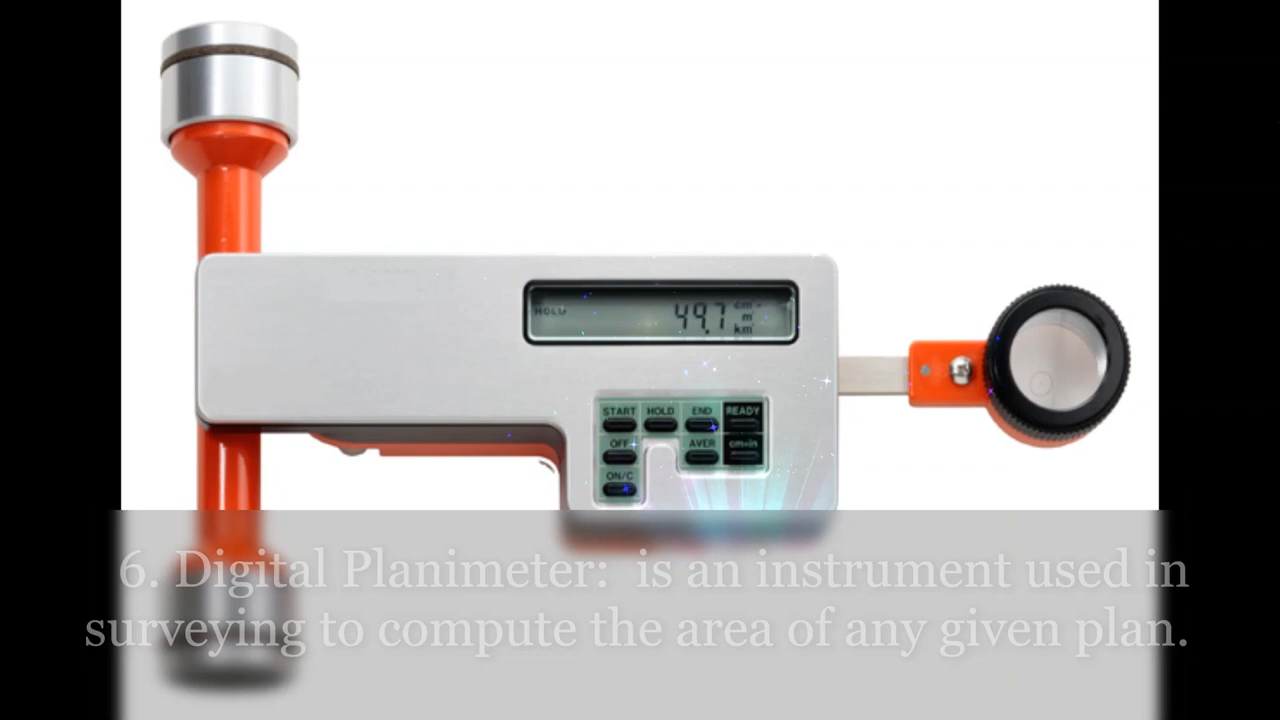 HOLD 49.7 cm²
m
km
START HOLD END READY
OFF AVER cm•in
ON/C
6. Digital Planimeter:  is an instrument used in
surveying to compute the area of any given plan.